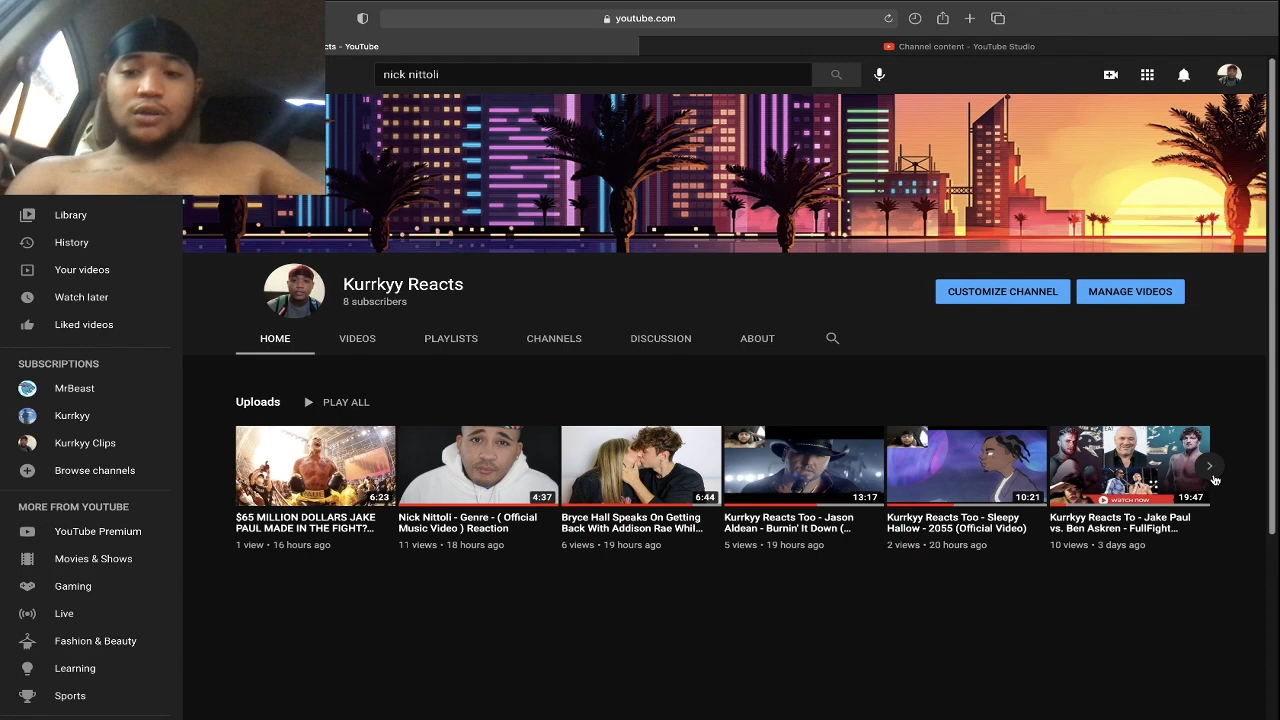 youtube.com
cts - YouTube
Channel content - YouTube Studio
nick nittoli
Library
History
Your videos
Watch later
Liked videos
SUBSCRIPTIONS
MrBeast
Kurrkyy
Kurrkyy Clips
Browse channels
MORE FROM YOUTUBE
YouTube Premium
Movies & Shows
Gaming
Live
Fashion & Beauty
Learning
Sports
Kurrkyy Reacts
8 subscribers
CUSTOMIZE CHANNEL
MANAGE VIDEOS
HOME
VIDEOS
PLAYLISTS
CHANNELS
DISCUSSION
ABOUT
Uploads
PLAY ALL
6:23
$65 MILLION DOLLARS JAKE
PAUL MADE IN THE FIGHT?...
1 view • 16 hours ago
4:37
Nick Nittoli - Genre - ( Official
Music Video ) Reaction
11 views • 18 hours ago
6:44
Bryce Hall Speaks On Getting
Back With Addison Rae Whil...
6 views • 19 hours ago
13:17
Kurrkyy Reacts Too - Jason
Aldean - Burnin' It Down (...
5 views • 19 hours ago
10:21
Kurrkyy Reacts Too - Sleepy
Hallow - 2055 (Official Video)
2 views • 20 hours ago
WATCH NOW
19:47
Kurrkyy Reacts To - Jake Paul
vs. Ben Askren - FullFight...
10 views • 3 days ago